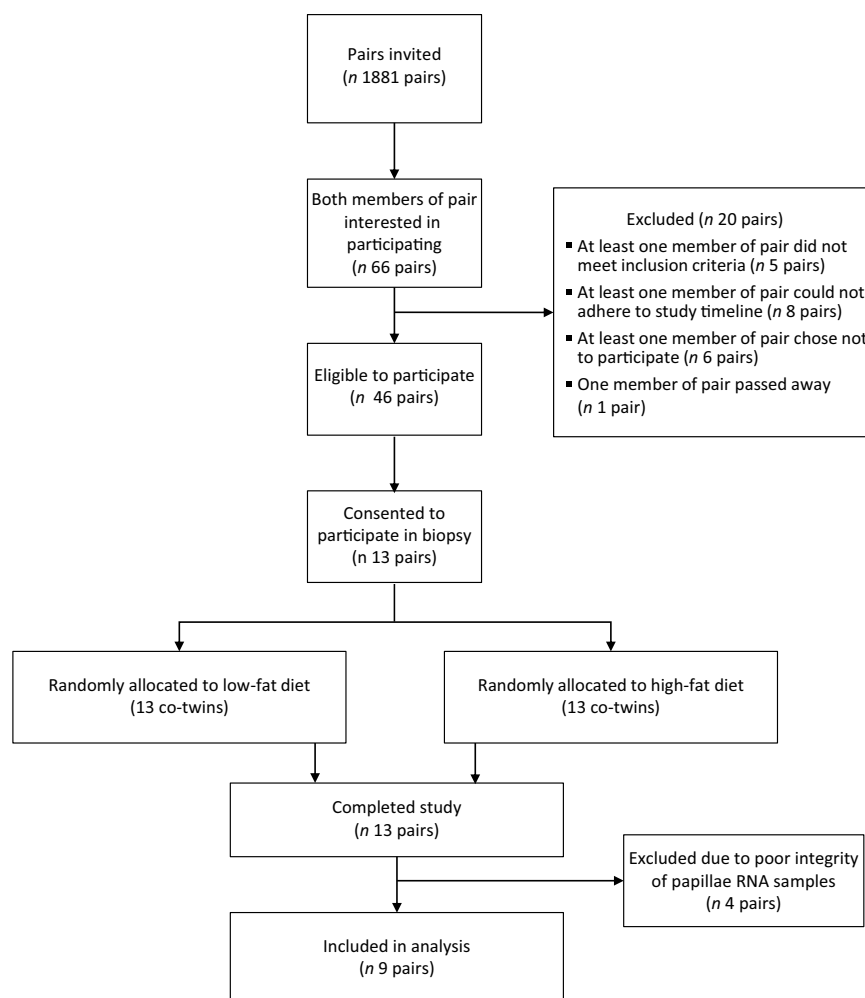 Pairs invited
(n 1881 pairs)
Both members of pair
interested in
participating
(n 66 pairs)
Excluded (n 20 pairs)
▪ At least one member of pair did not
meet inclusion criteria (n 5 pairs)
▪ At least one member of pair could not
adhere to study timeline (n 8 pairs)
▪ At least one member of pair chose not
to participate (n 6 pairs)
▪ One member of pair passed away
(n 1 pair)
Eligible to participate
(n 46 pairs)
Consented to
participate in biopsy
(n 13 pairs)
Randomly allocated to low-fat diet
(13 co-twins)
Randomly allocated to high-fat diet
(13 co-twins)
Completed study
(n 13 pairs)
Excluded due to poor integrity
of papillae RNA samples
(n 4 pairs)
Included in analysis
(n 9 pairs)